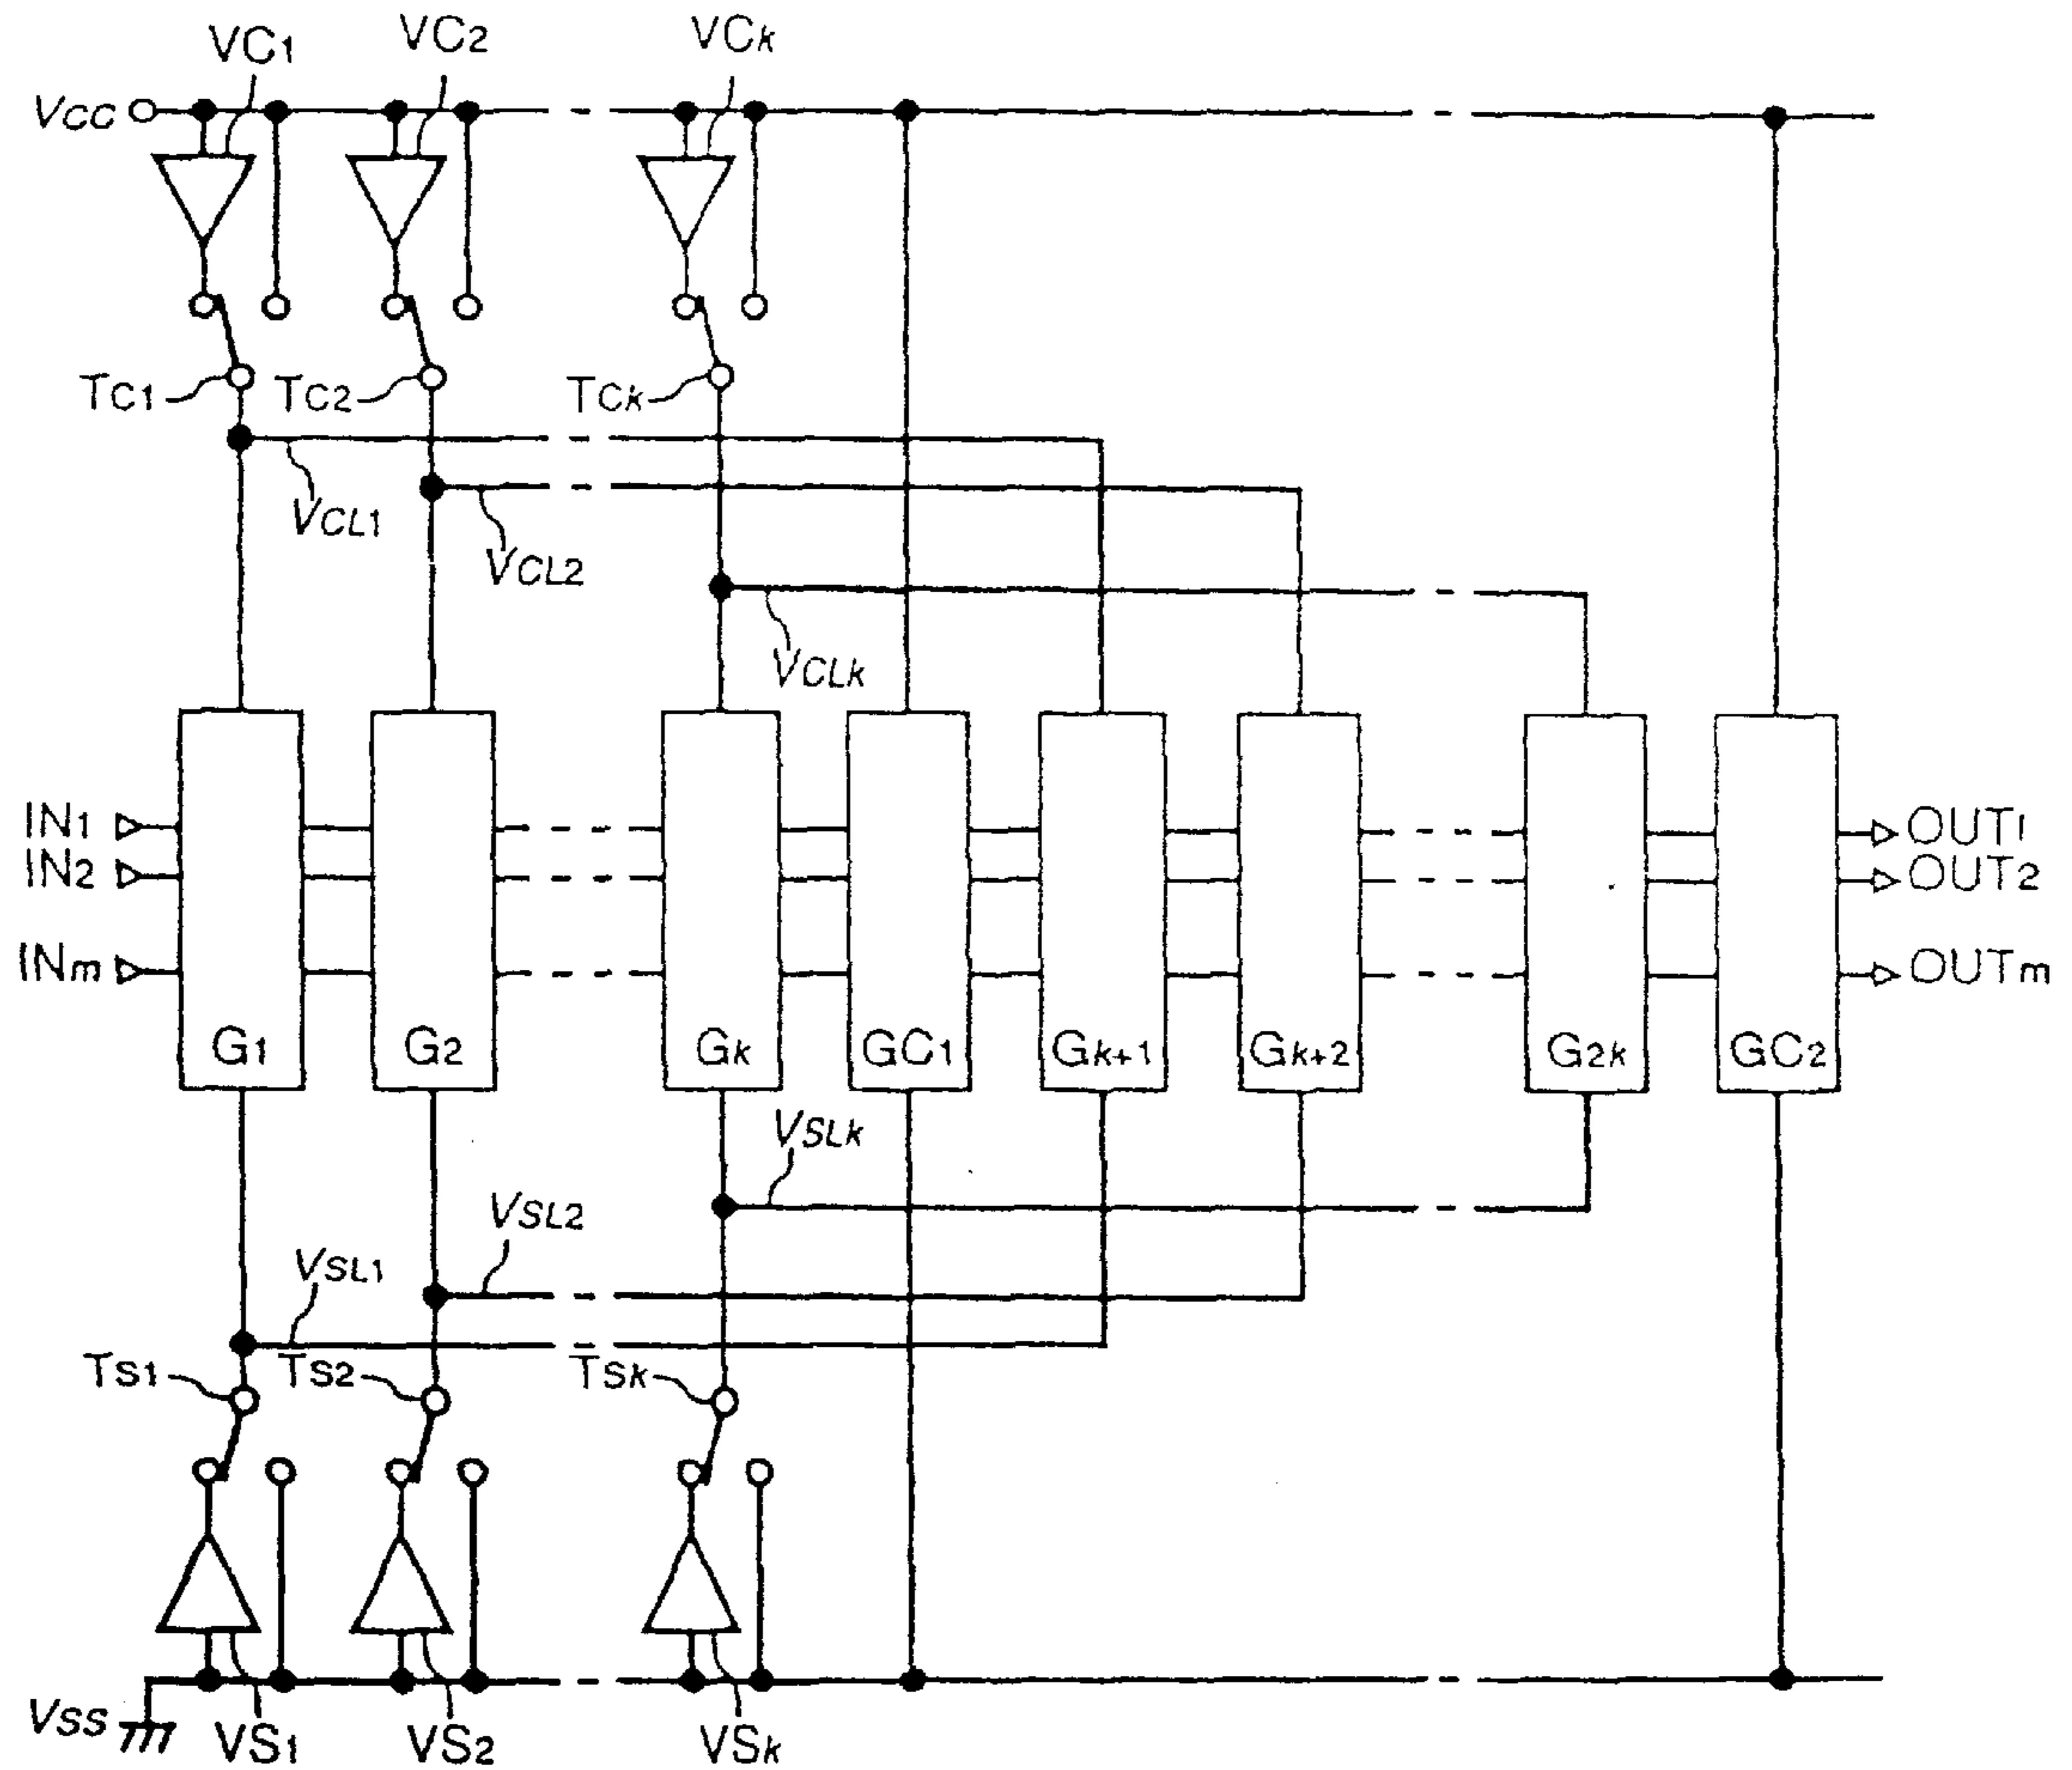 VC1 VC2 VCk
VCC
TC1 TC2 TCk
VCL1
VCL2
VCLk
IN1 OUT1
IN2 OUT2
INm OUTm
G1 G2 Gk GC1 Gk+1 Gk+2 G2k GC2
VSLk
VSL2
VSL1
TS1 TS2 TSk
VSS
VS1 VS2 VSk